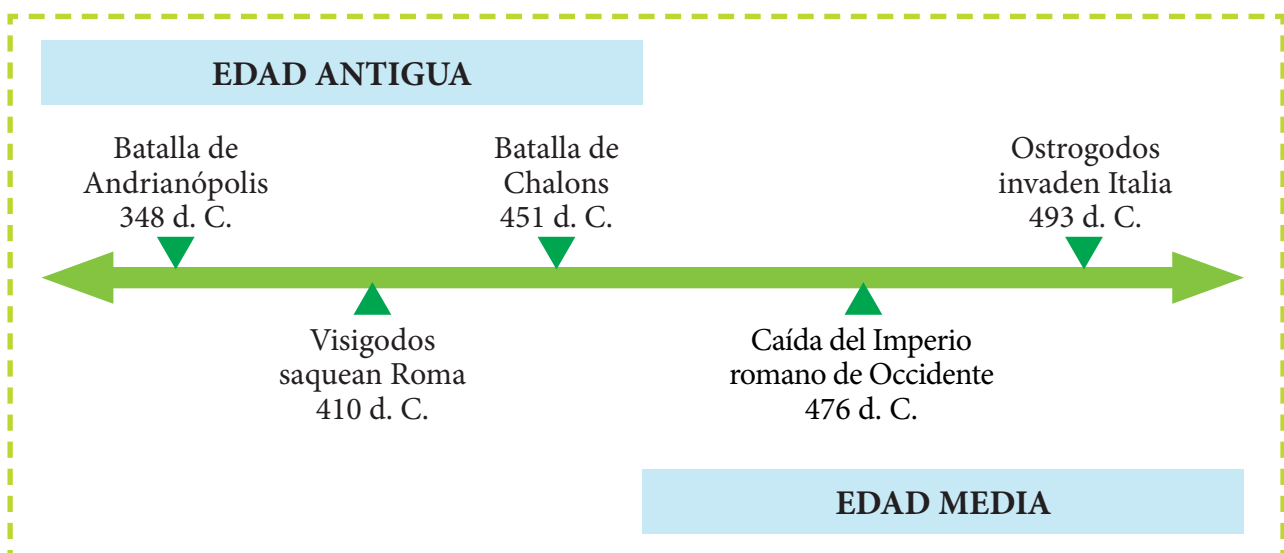 EDAD ANTIGUA
Batalla de
Andrianópolis
348 d. C.
Batalla de
Chalons
451 d. C.
Ostrogodos
invaden Italia
493 d. C.
Visigodos
saquean Roma
410 d. C.
Caída del Imperio
romano de Occidente
476 d. C.
EDAD MEDIA